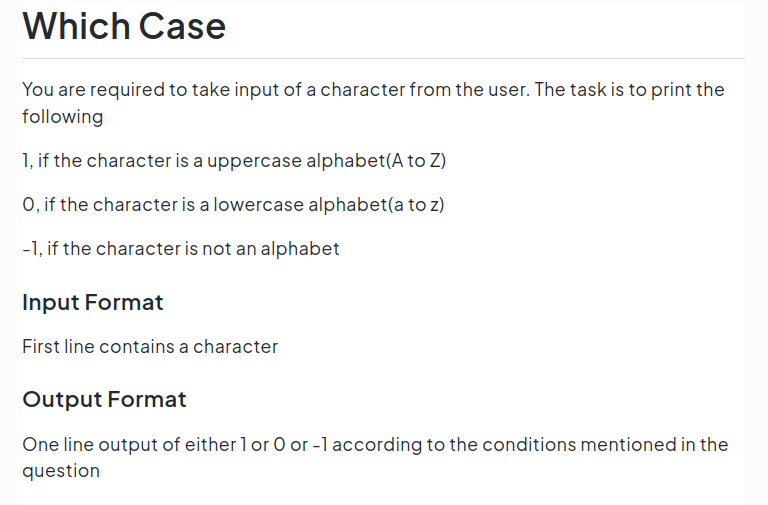 Which Case
You are required to take input of a character from the user. The task is to print the
following
1, if the character is a uppercase alphabet(A to Z)
0, if the character is a lowercase alphabet(a to z)
-1, if the character is not an alphabet
Input Format
First line contains a character
Output Format
One line output of either 1 or 0 or -1 according to the conditions mentioned in the
question